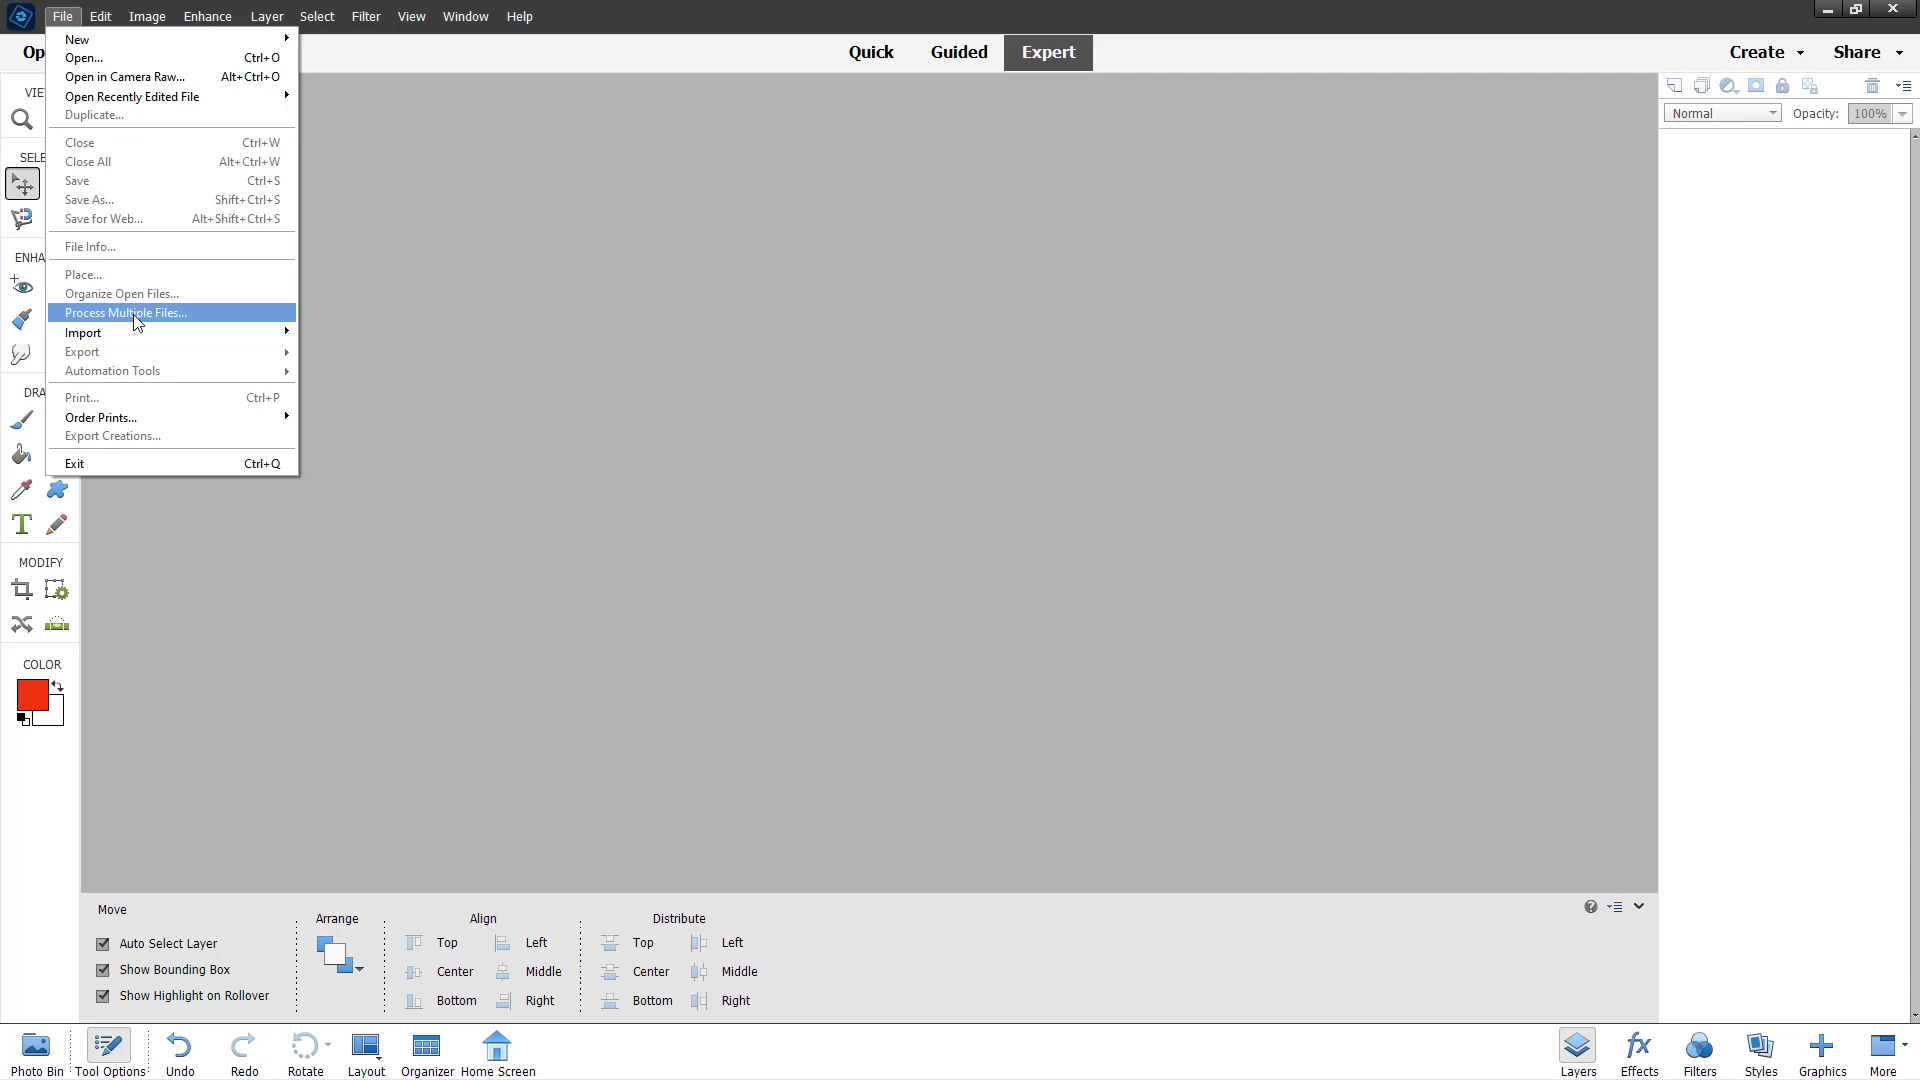 File Edit Image Enhance Layer Select Filter View Window Help
Op
Quick Guided Expert
Create Share
New
Open... Ctrl+O
Open in Camera Raw... Alt+Ctrl+O
Open Recently Edited File
Duplicate...
Close Ctrl+W
Close All Alt+Ctrl+W
Save Ctrl+S
Save As... Shift+Ctrl+S
Save for Web... Alt+Shift+Ctrl+S
File Info...
Place...
Organize Open Files...
Process Multiple Files...
Import
Export
Automation Tools
Print... Ctrl+P
Order Prints...
Export Creations...
Exit Ctrl+Q
VIE
SELE
ENHA
DRA
T
MODIFY
COLOR
Normal Opacity: 100%
Move
Auto Select Layer
Show Bounding Box
Show Highlight on Rollover
Arrange
Align
Top Left
Center Middle
Bottom Right
Distribute
Top Left
Center Middle
Bottom Right
?
Photo Bin Tool Options Undo Redo Rotate Layout Organizer Home Screen
fx
Layers Effects Filters Styles Graphics More